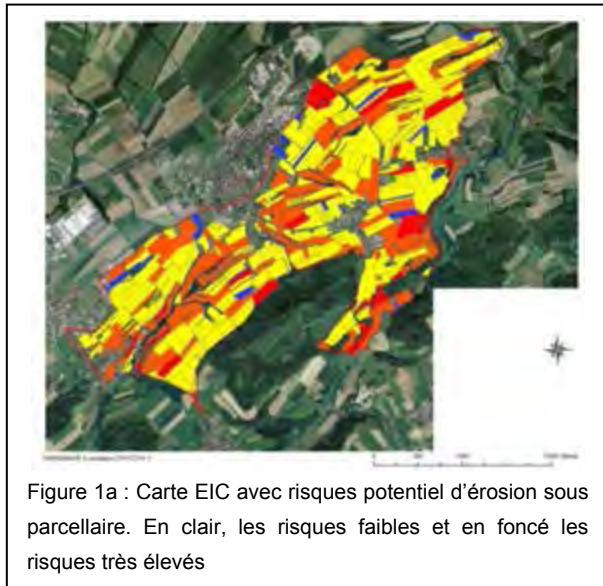 Figure 1a : Carte EIC avec risques potentiel d'érosion sous
parcellaire. En clair, les risques faibles et en foncé les
risques très élevés